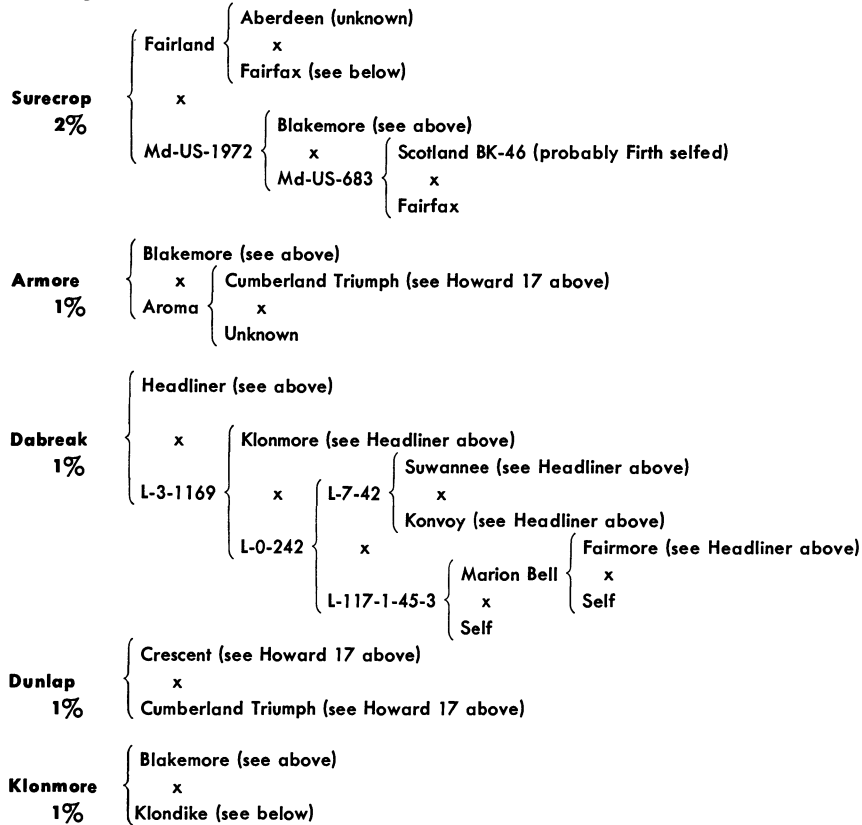 Aberdeen (unknown)
Fairland x
Fairfax (see below)
Surecrop x
2% Blakemore (see above)
Md-US-1972 x Scotland BK-46 (probably Firth selfed)
Md-US-683 x
Fairfax
Blakemore (see above)
Armore x Cumberland Triumph (see Howard 17 above)
1% Aroma x
Unknown
Headliner (see above)
Dabreak x Klonmore (see Headliner above)
1% Suwannee (see Headliner above)
L-3-1169 x L-7-42 x
Konvoy (see Headliner above)
L-0-242 x Fairmore (see Headliner above)
Marion Bell x
L-117-1-45-3 x Self
Self
Crescent (see Howard 17 above)
Dunlap x
1% Cumberland Triumph (see Howard 17 above)
Blakemore (see above)
Klonmore x
1% Klondike (see below)